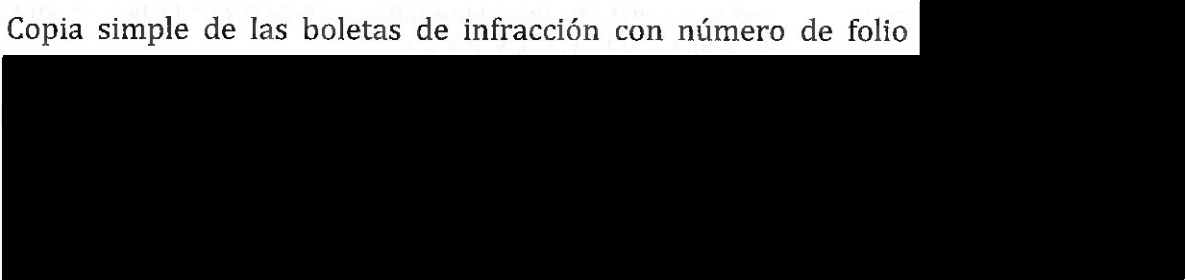 Copia simple de las boletas de infracción con número de folio